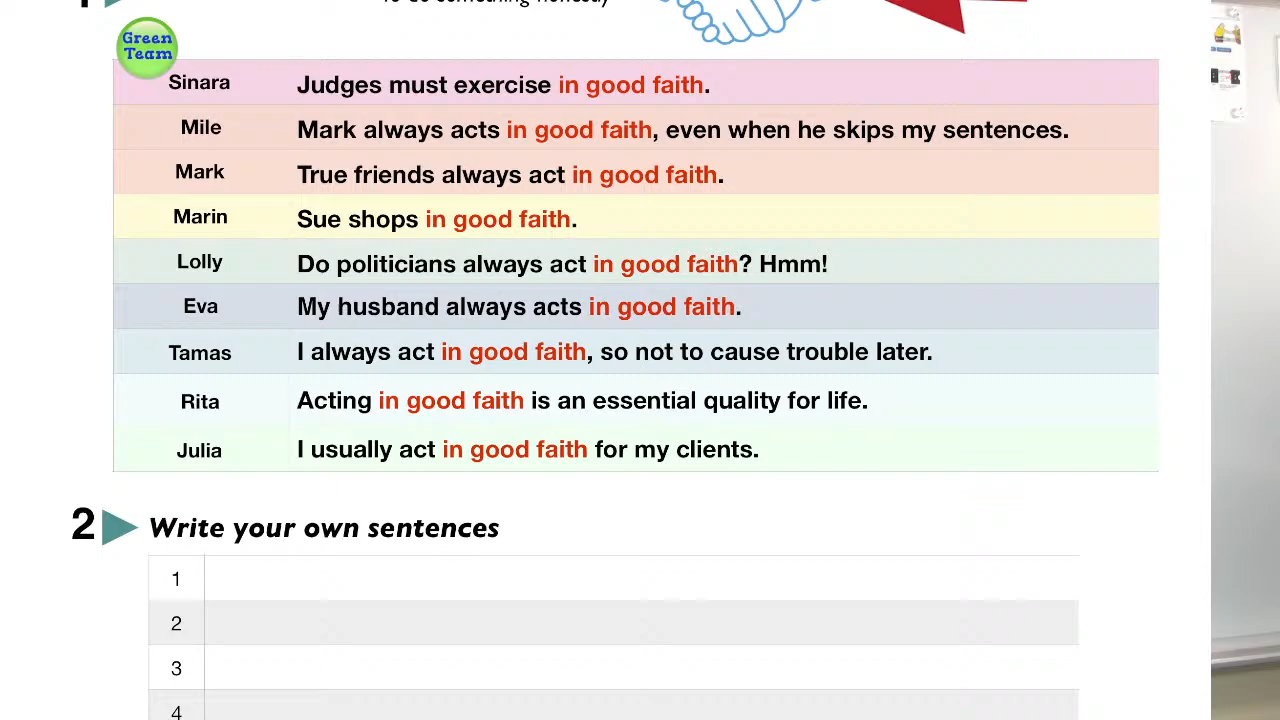 To do something honestly
Green
Team
Sinara Judges must exercise in good faith.
Mile Mark always acts in good faith, even when he skips my sentences.
Mark True friends always act in good faith.
Marin Sue shops in good faith.
Lolly Do politicians always act in good faith? Hmm!
Eva My husband always acts in good faith.
Tamas I always act in good faith, so not to cause trouble later.
Rita Acting in good faith is an essential quality for life.
Julia I usually act in good faith for my clients.
2 Write your own sentences
1
2
3
4